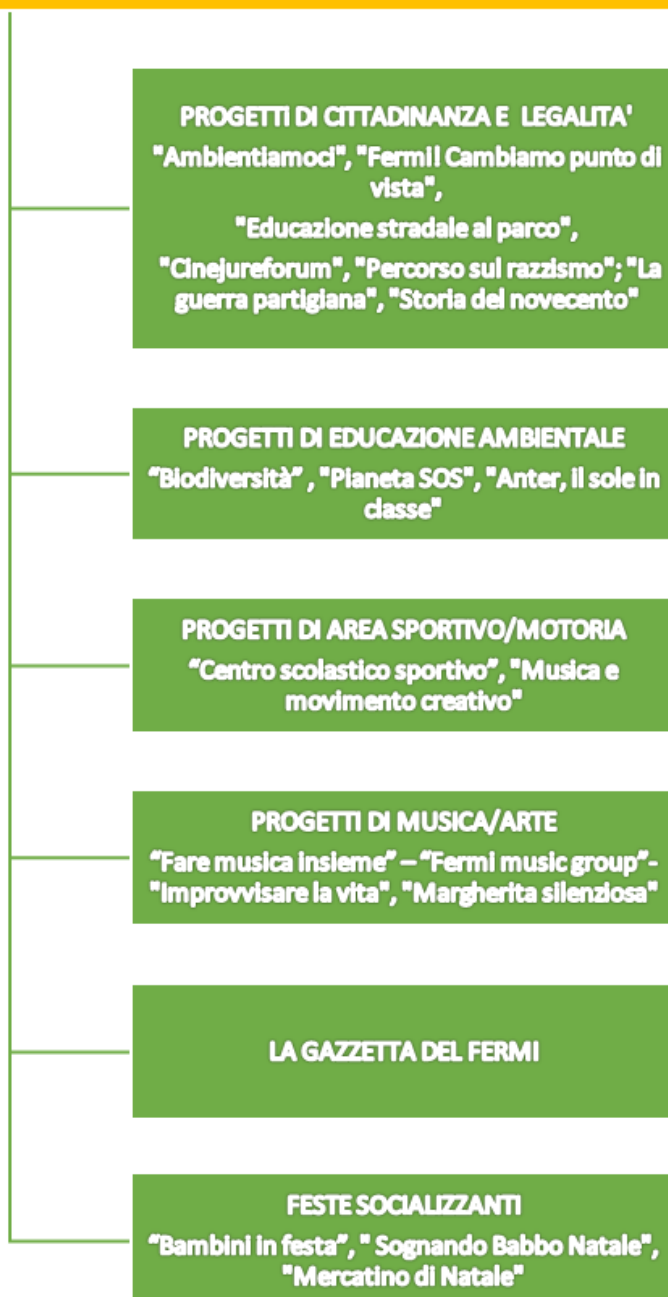 PROGETTI DI CITTADINANZA E LEGALITA'
"Ambientiamoci", "Fermi! Cambiamo punto di
vista",
"Educazione stradale al parco",
"Cinejureforum", "Percorso sul razzismo"; "La
guerra partigiana", "Storia del novecento"
PROGETTI DI EDUCAZIONE AMBIENTALE
“Biodiversità” , "Pianeta SOS", "Anter, il sole in
classe"
PROGETTI DI AREA SPORTIVO/MOTORIA
“Centro scolastico sportivo”, "Musica e
movimento creativo"
PROGETTI DI MUSICA/ARTE
“Fare musica insieme” – “Fermi music group”-
"Improvvisare la vita", "Margherita silenziosa"
LA GAZZETTA DEL FERMI
FESTE SOCIALIZZANTI
“Bambini in festa”, " Sognando Babbo Natale",
"Mercatino di Natale"